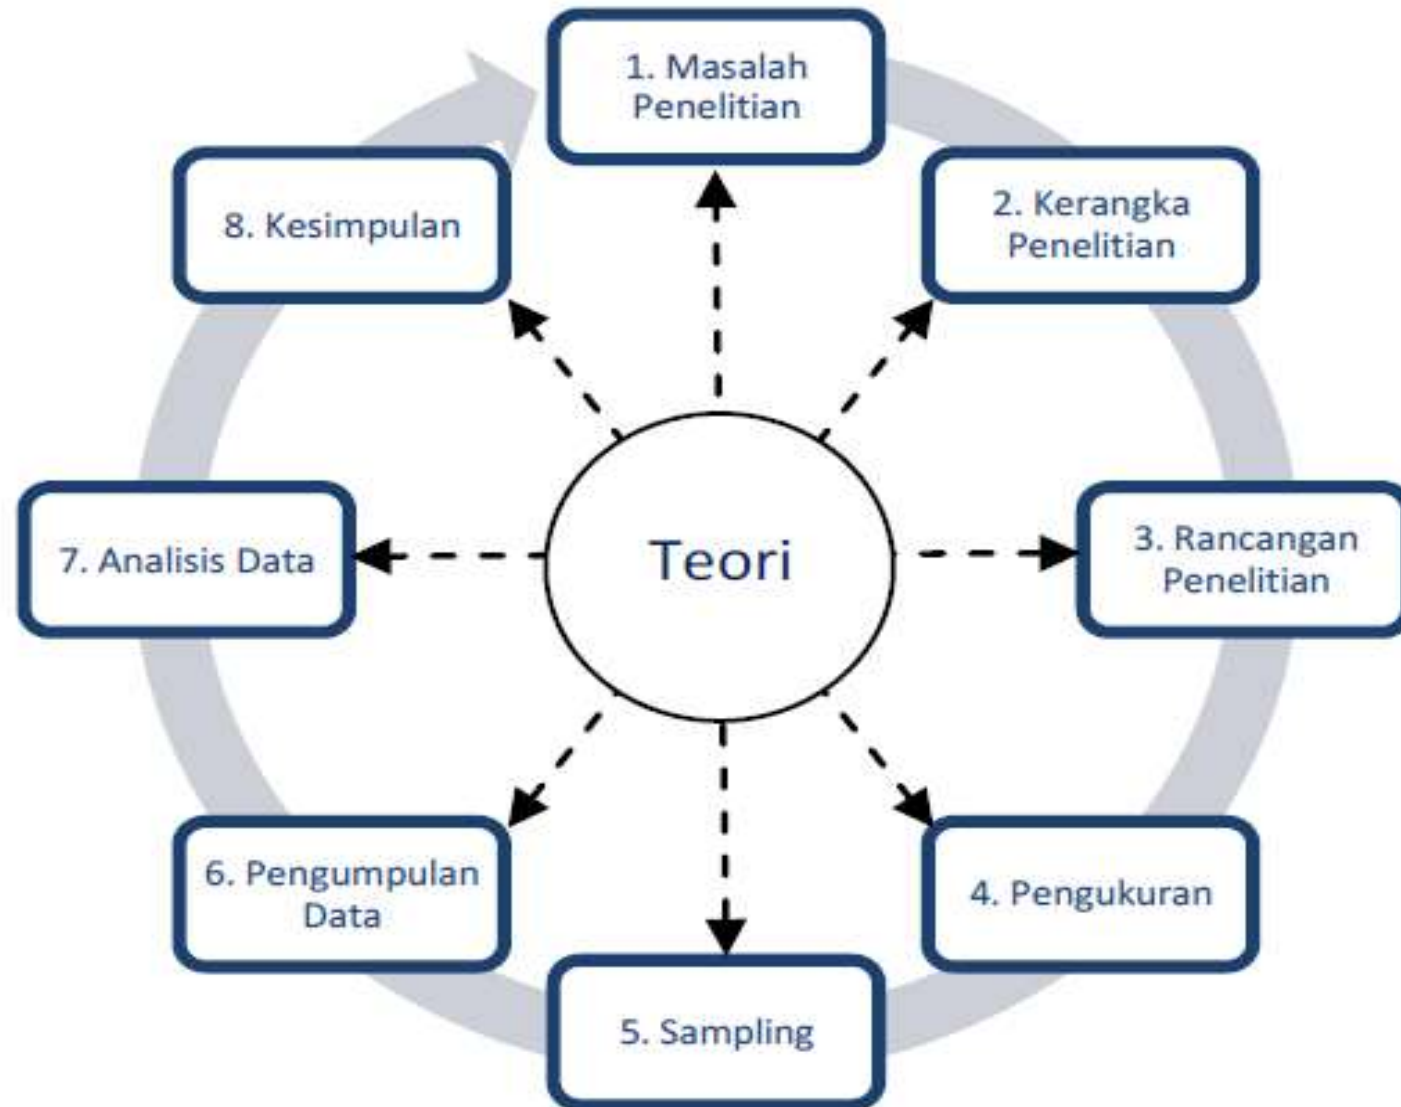 1. Masalah
Penelitian
2. Kerangka
Penelitian
3. Rancangan
Penelitian
4. Pengukuran
5. Sampling
6. Pengumpulan
Data
7. Analisis Data
8. Kesimpulan
Teori